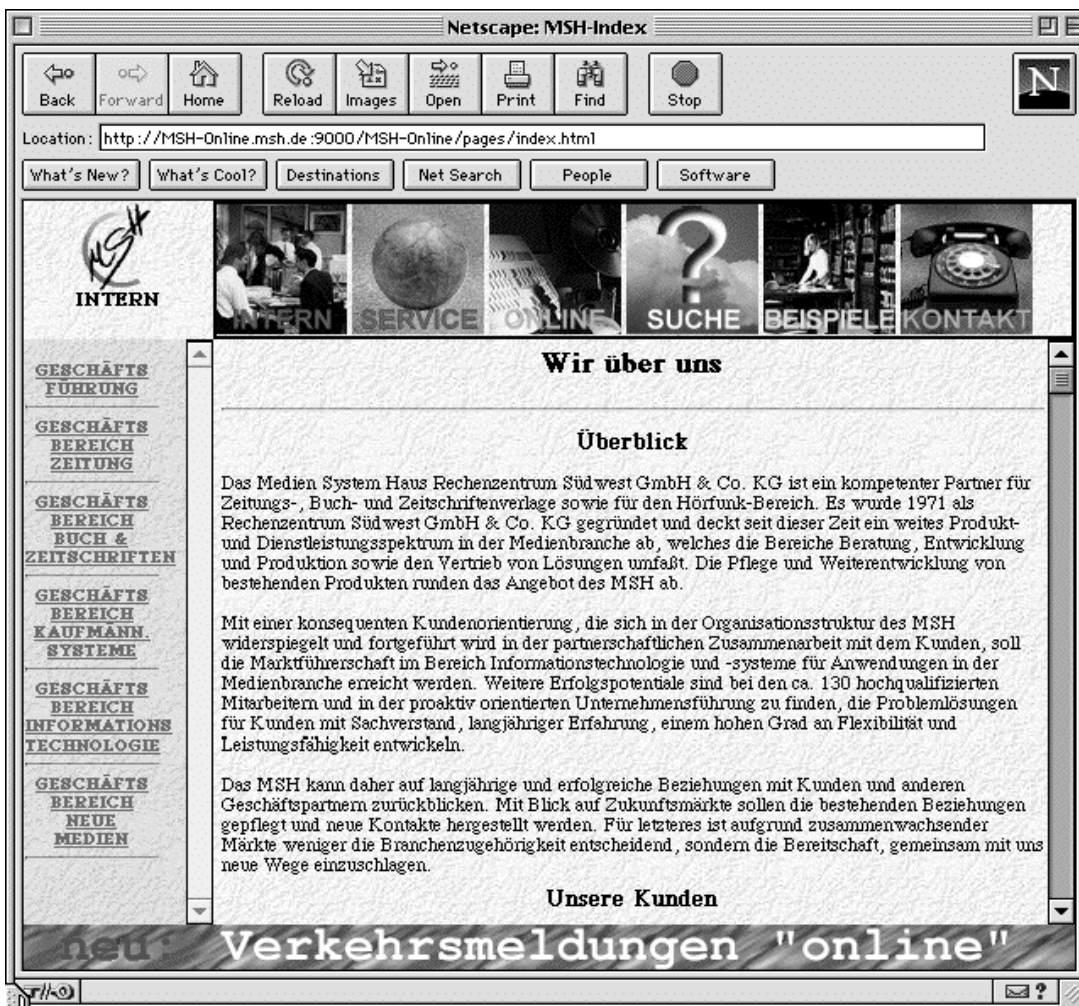 Netscape: MSH-Index
Back Forward Home Reload Images Open Print Find Stop
N
Location: http://MSH-Online.msh.de:9000/MSH-Online/pages/index.html
What's New? What's Cool? Destinations Net Search People Software
MSH
INTERN
INTERN SERVICE ONLINE SUCHE BEISPIELE KONTAKT
GESCHÄFTS
FÜHRUNG
GESCHÄFTS
BEREICH
ZEITUNG
GESCHÄFTS
BEREICH
BUCH &
ZEITSCHRIFTEN
GESCHÄFTS
BEREICH
KAUFMÄNN.
SYSTEME
GESCHÄFTS
BEREICH
INFORMATIONS
TECHNOLOGIE
GESCHÄFTS
BEREICH
NEUE
MEDIEN
Wir über uns
Überblick
Das Medien System Haus Rechenzentrum Südwest GmbH & Co. KG ist ein kompetenter Partner für
Zeitungs-, Buch- und Zeitschriftenverlage sowie für den Hörfunk-Bereich. Es wurde 1971 als
Rechenzentrum Südwest GmbH & Co. KG gegründet und deckt seit dieser Zeit ein weites Produkt-
und Dienstleistungsspektrum in der Medienbranche ab, welches die Bereiche Beratung, Entwicklung
und Produktion sowie den Vertrieb von Lösungen umfaßt. Die Pflege und Weiterentwicklung von
bestehenden Produkten runden das Angebot des MSH ab.
Mit einer konsequenten Kundenorientierung, die sich in der Organisationsstruktur des MSH
widerspiegelt und fortgeführt wird in der partnerschaftlichen Zusammenarbeit mit dem Kunden, soll
die Marktführerschaft im Bereich Informationstechnologie und -systeme für Anwendungen in der
Medienbranche erreicht werden. Weitere Erfolgspotentiale sind bei den ca. 130 hochqualifizierten
Mitarbeitern und in der proaktiv orientierten Unternehmensführung zu finden, die Problemlösungen
für Kunden mit Sachverstand, langjähriger Erfahrung, einem hohen Grad an Flexibilität und
Leistungsfähigkeit entwickeln.
Das MSH kann daher auf langjährige und erfolgreiche Beziehungen mit Kunden und anderen
Geschäftspartnern zurückblicken. Mit Blick auf Zukunftsmärkte sollen die bestehenden Beziehungen
gepflegt und neue Kontakte hergestellt werden. Für letzteres ist aufgrund zusammenwachsender
Märkte weniger die Branchenzugehörigkeit entscheidend, sondern die Bereitschaft, gemeinsam mit uns
neue Wege einzuschlagen.
Unsere Kunden
neu: Verkehrsmeldungen "online"
?